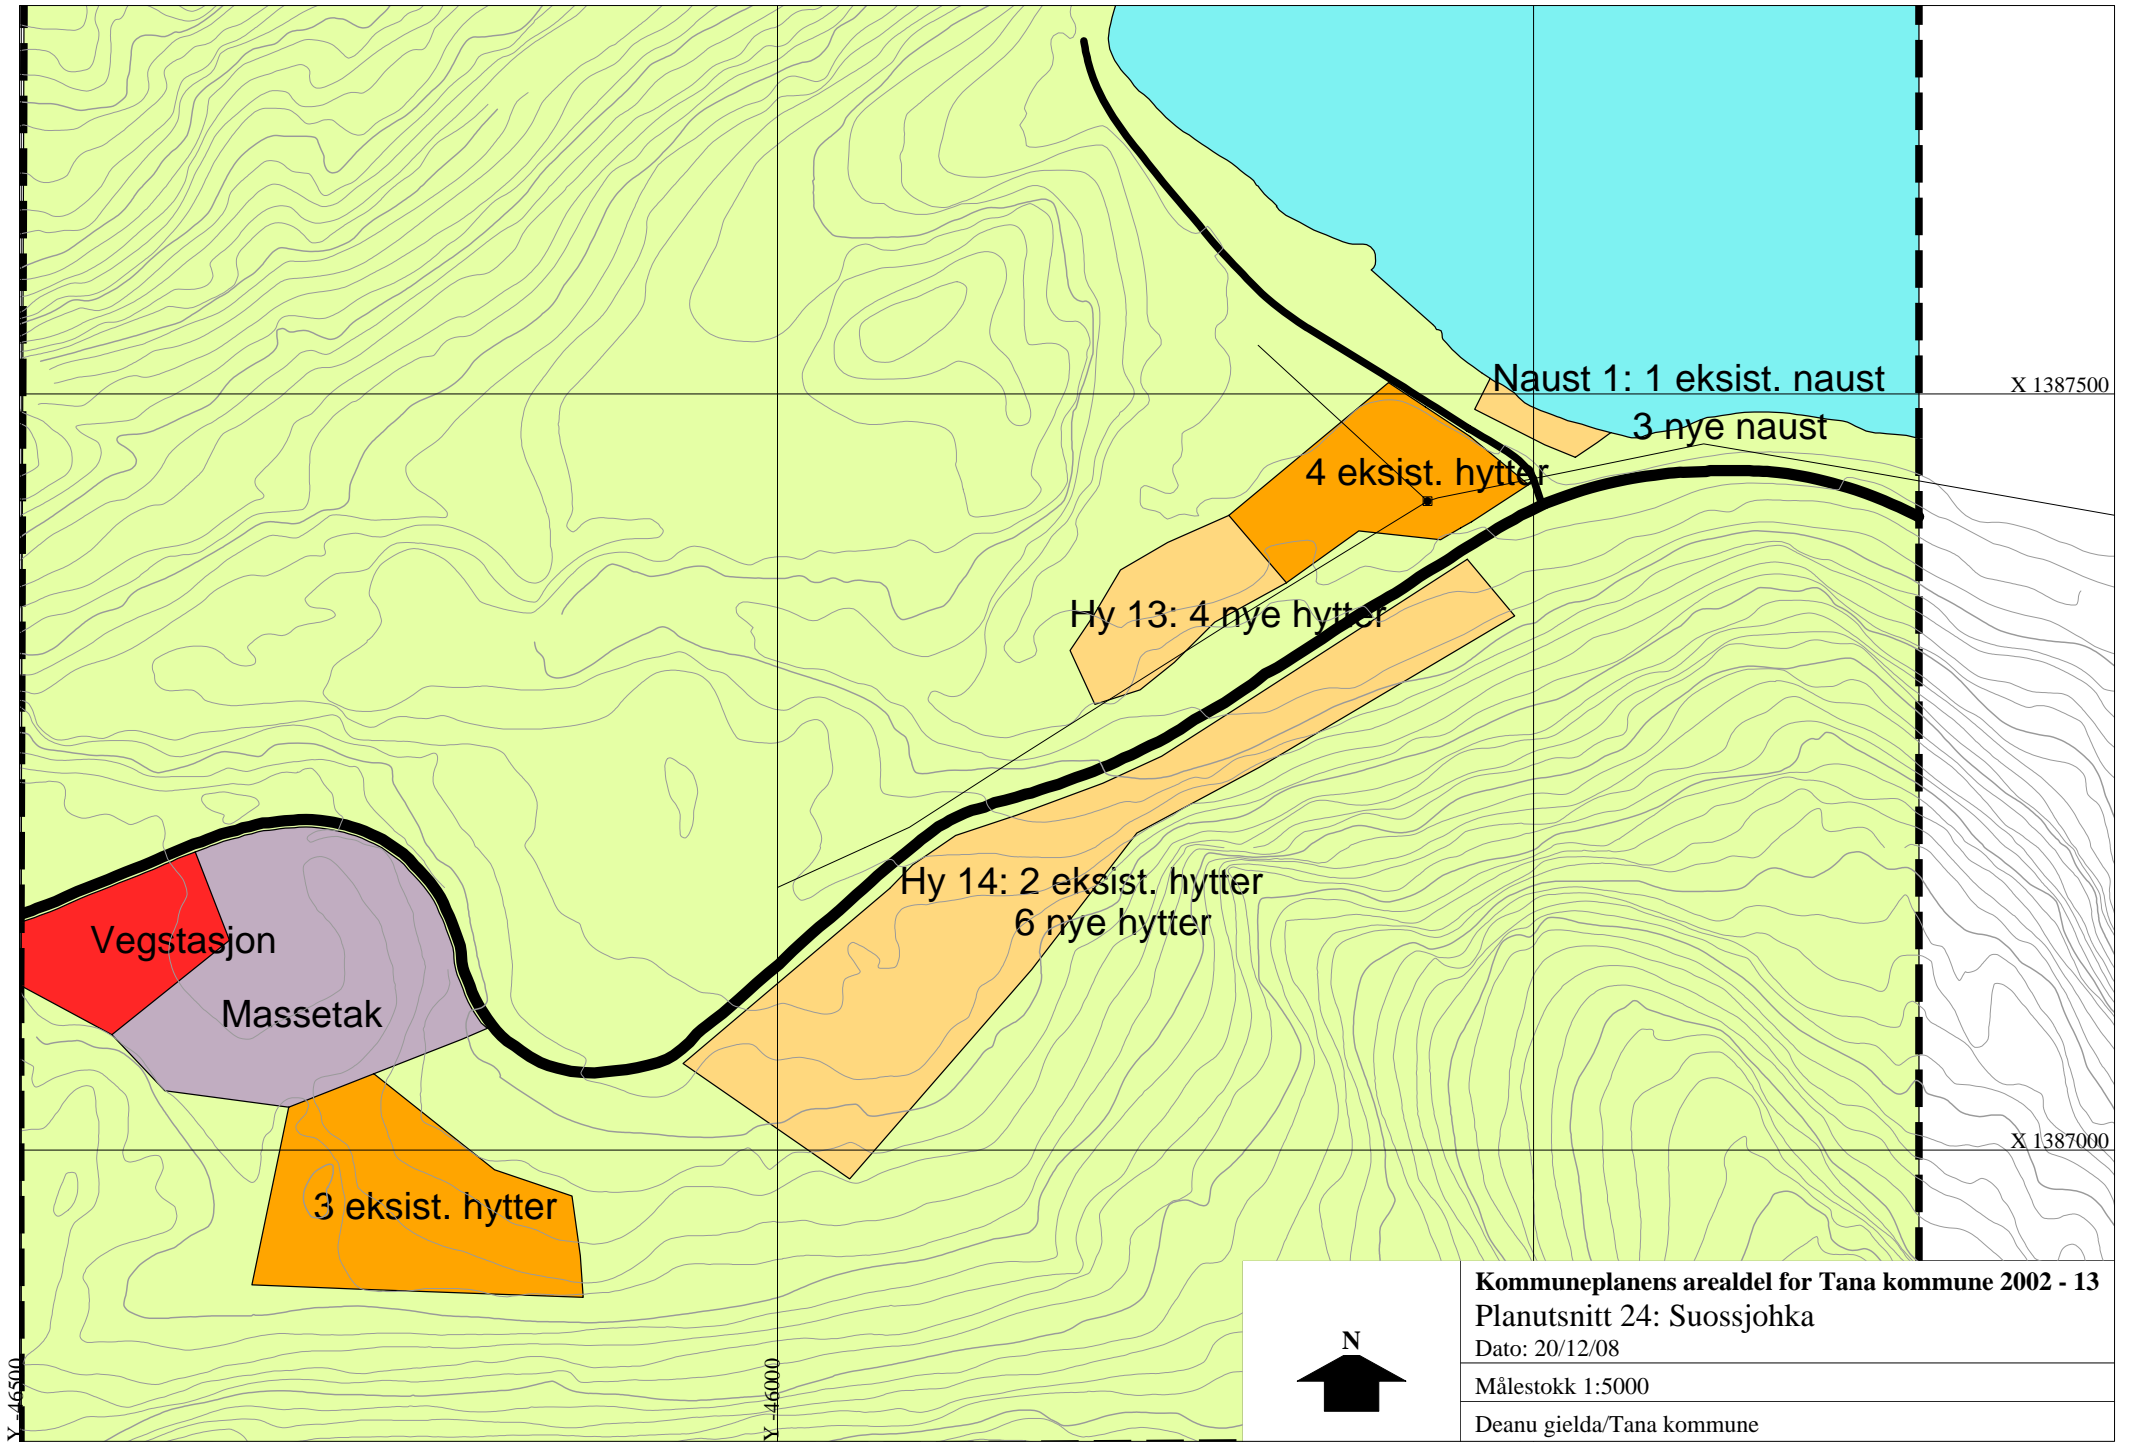 Naust 1: 1 eksist. naust
X 1387500
3 nye naust
4 eksist. hytter
Hy 13: 4 nye hytter
Hy 14: 2 eksist. hytter
6 nye hytter
Vegstasjon
Massetak
X 1387000
3 eksist. hytter
Y -46500
Y -46000
N
Kommuneplanens arealdel for Tana kommune 2002 - 13
Planutsnitt 24: Suossjohka
Dato: 20/12/08
Målestokk 1:5000
Deanu gielda/Tana kommune